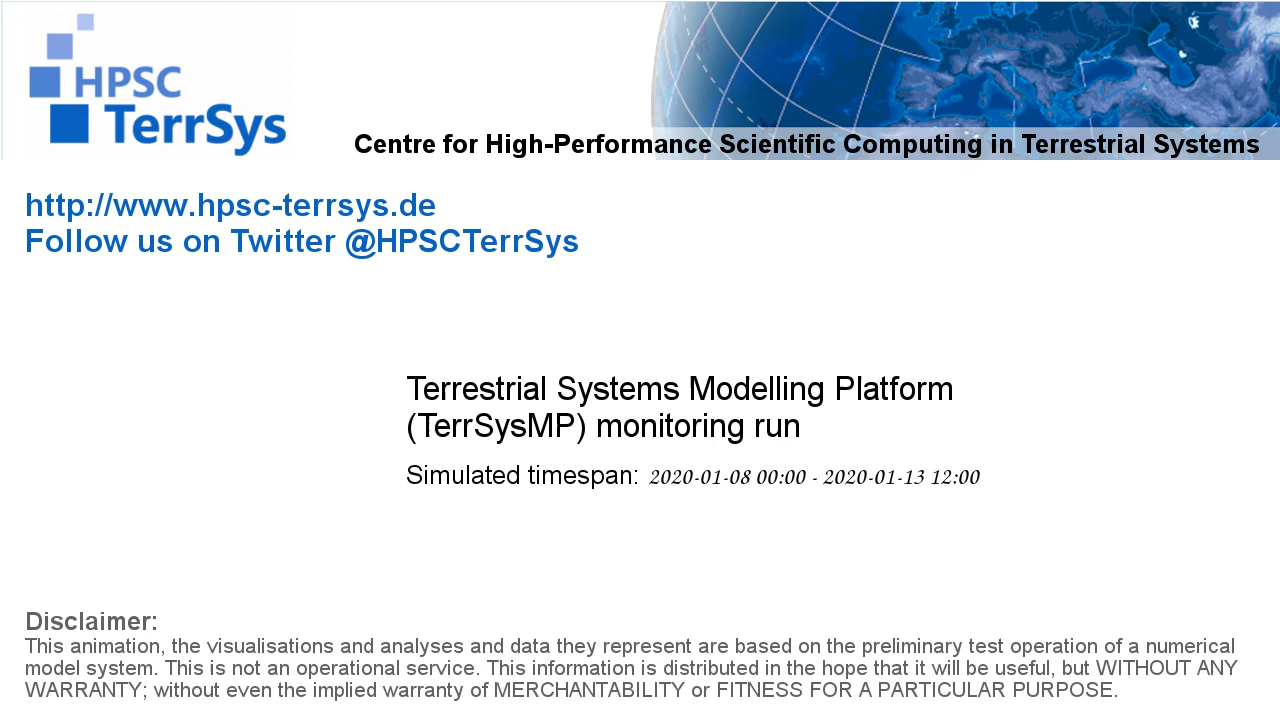 HPSC
TerrSys
Centre for High-Performance Scientific Computing in Terrestrial Systems
http://www.hpsc-terrsys.de
Follow us on Twitter @HPSCTerrSys
Terrestrial Systems Modelling Platform
(TerrSysMP) monitoring run
Simulated timespan: 2020-01-08 00:00 - 2020-01-13 12:00
Disclaimer:
This animation, the visualisations and analyses and data they represent are based on the preliminary test operation of a numerical
model system. This is not an operational service. This information is distributed in the hope that it will be useful, but WITHOUT ANY
WARRANTY; without even the implied warranty of MERCHANTABILITY or FITNESS FOR A PARTICULAR PURPOSE.